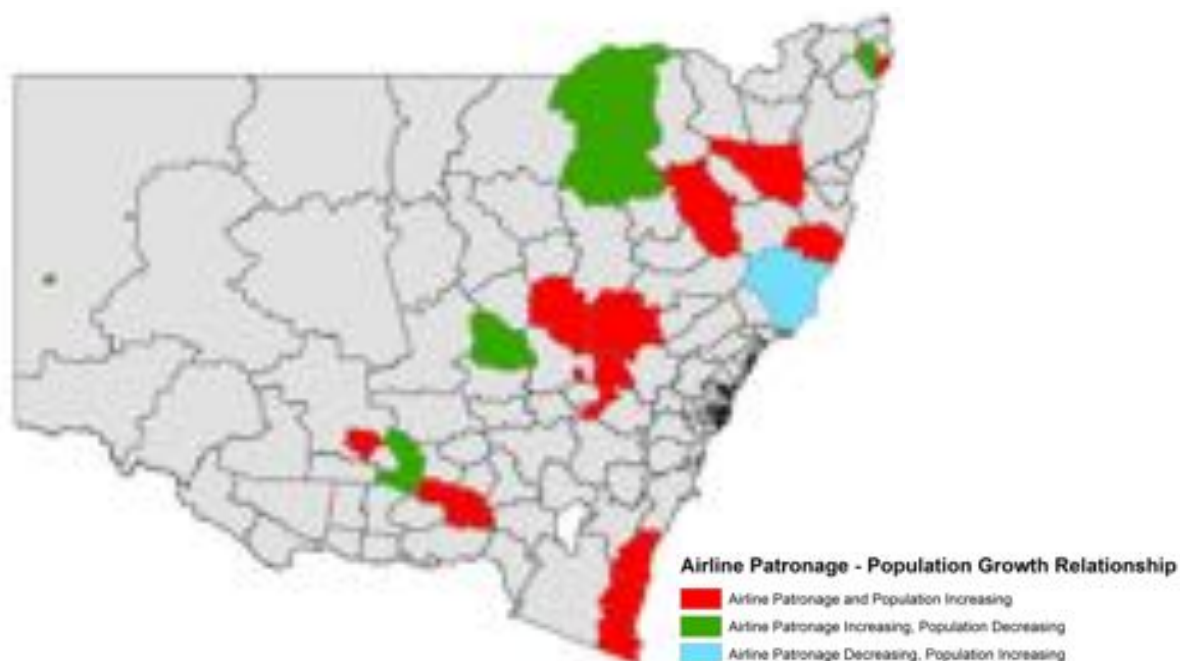 Airline Patronage - Population Growth Relationship
Airline Patronage and Population Increasing
Airline Patronage Increasing, Population Decreasing
Airline Patronage Decreasing, Population Increasing